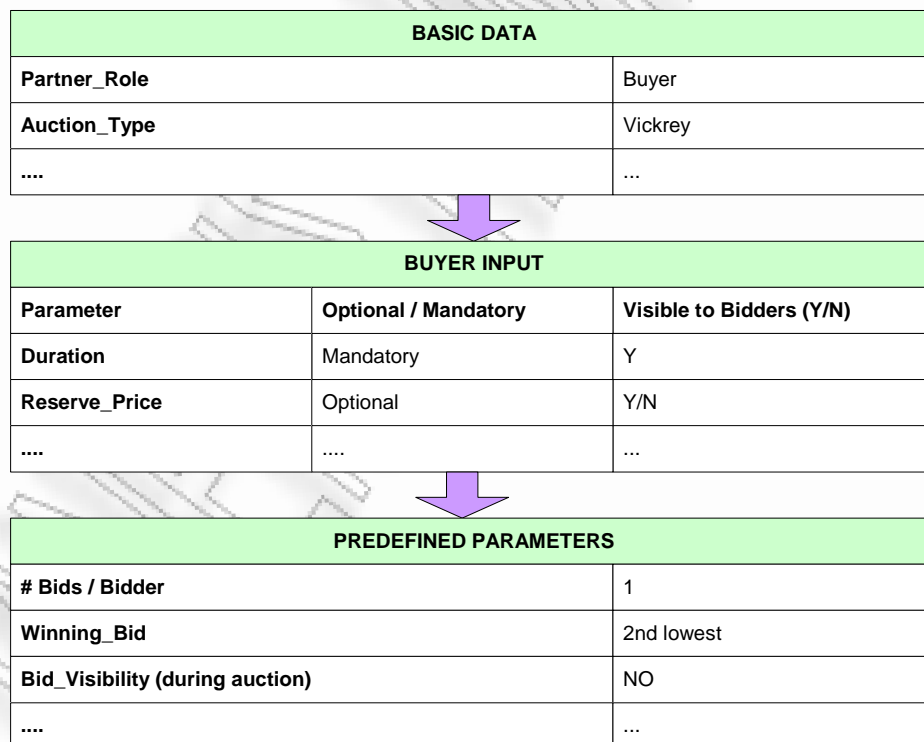 BASIC DATA
Partner_Role Buyer
Auction_Type Vickrey
.... ...
BUYER INPUT
Parameter Optional / Mandatory Visible to Bidders (Y/N)
Duration Mandatory Y
Reserve_Price Optional Y/N
.... .... ...
PREDEFINED PARAMETERS
# Bids / Bidder 1
Winning_Bid 2nd lowest
Bid_Visibility (during auction) NO
.... ...